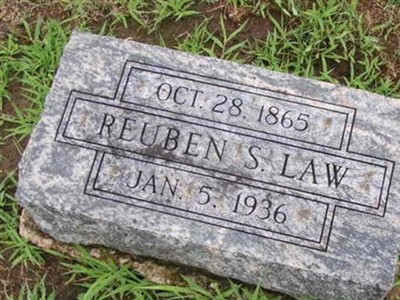 OCT. 28. 1865
REUBEN S. LAW
JAN. 5. 1936